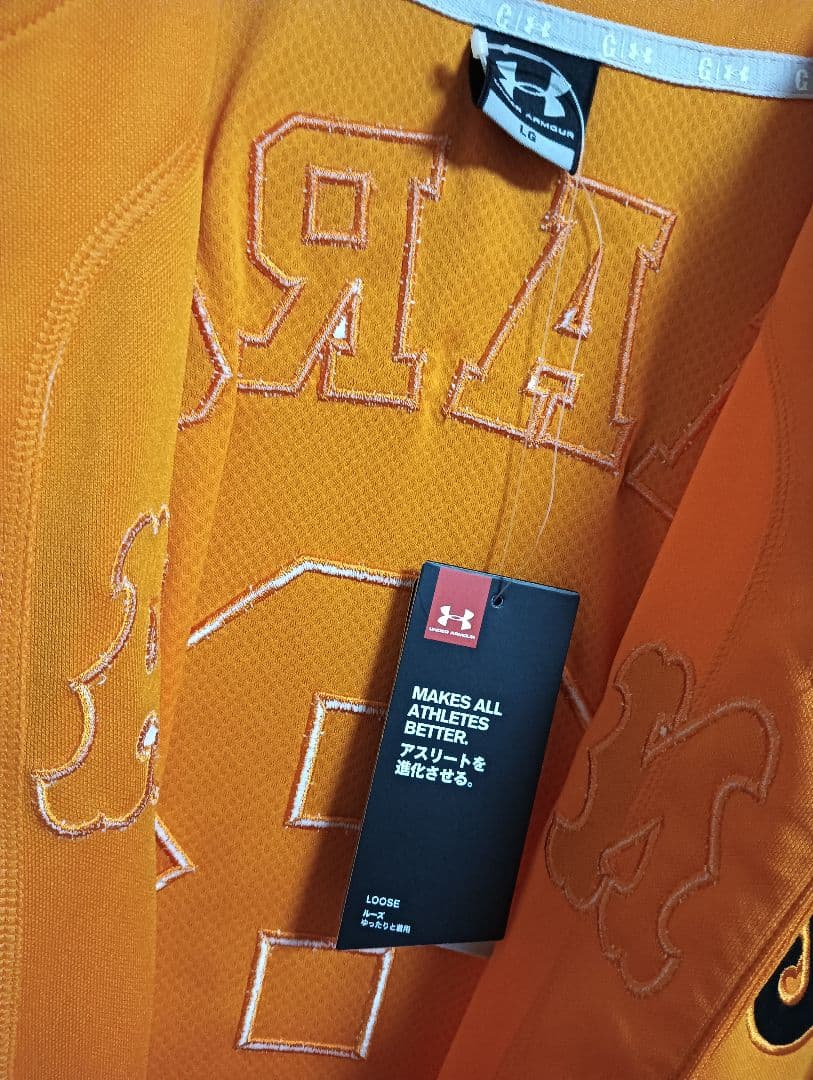 G G G G
UNDER ARMOUR
LG
AR
UNDER ARMOUR
MAKES ALL
ATHLETES
BETTER.
アスリートを
進化させる。
LOOSE
ルーズ
ゆったりと着用